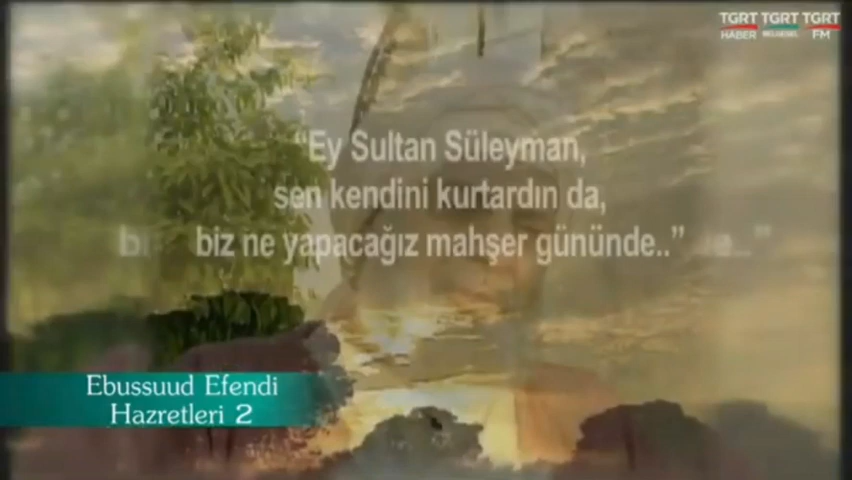 TGRT TGRT TGRT
HABER BELGESEL FM
“Ey Sultan Süleyman,
sen kendini kurtardın da,
biz ne yapacağız mahşer gününde..”
Ebussuud Efendi
Hazretleri 2